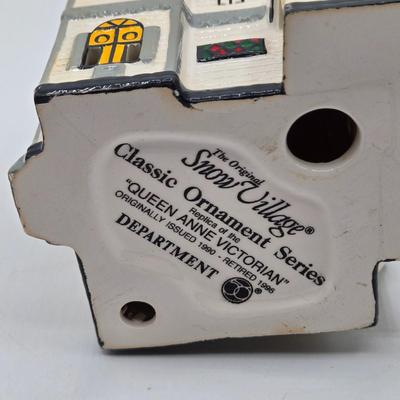 The Original
Snow Village®
Classic Ornament Series
Replica of the
"QUEEN ANNE VICTORIAN"
ORIGINALLY ISSUED 1990 - RETIRED 1996
DEPARTMENT 56®